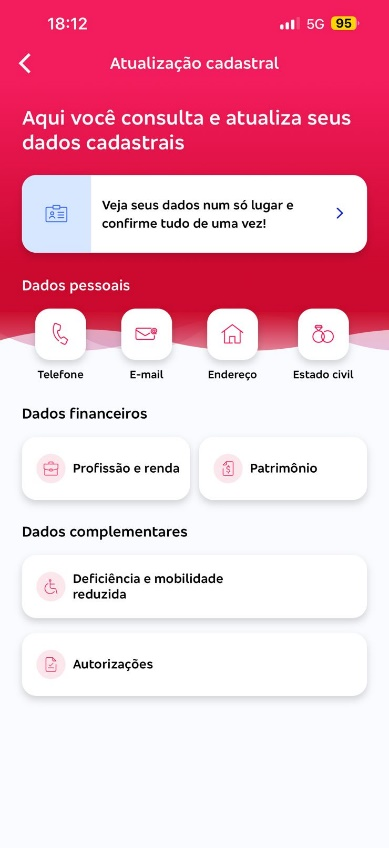 18:12
5G
95
Atualização cadastral
Aqui você consulta e atualiza seus
dados cadastrais
Veja seus dados num só lugar e
confirme tudo de uma vez!
Dados pessoais
Telefone
E-mail
Endereço
Estado civil
Dados financeiros
Profissão e renda
Patrimônio
Dados complementares
Deficiência e mobilidade
reduzida
Autorizações